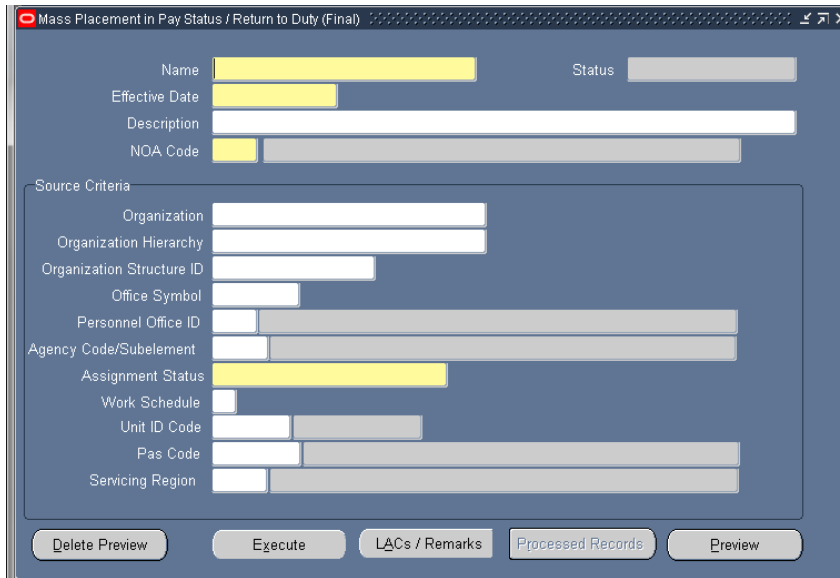 Mass Placement in Pay Status / Return to Duty (Final)
Name
Status
Effective Date
Description
NOA Code
Source Criteria
Organization
Organization Hierarchy
Organization Structure ID
Office Symbol
Personnel Office ID
Agency Code/Subelement
Assignment Status
Work Schedule
Unit ID Code
Pas Code
Servicing Region
Delete Preview
Execute
LACs / Remarks
Processed Records
Preview